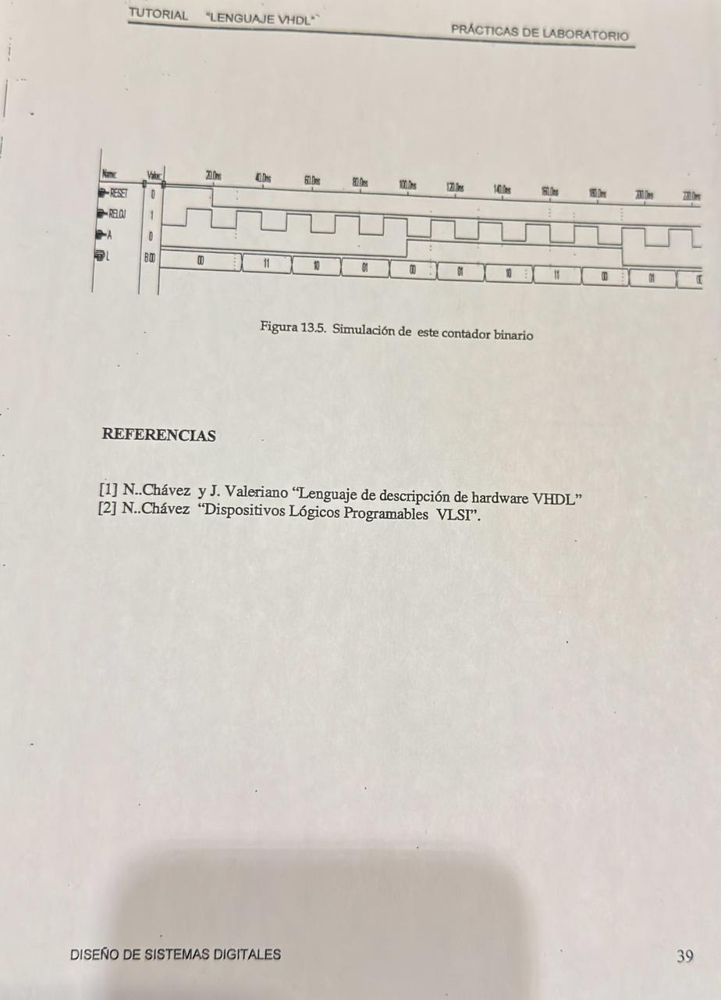 TUTORIAL "LENGUAJE VHDL"
PRÁCTICAS DE LABORATORIO
Name: Value: 20.0ns 40.0ns 60.0ns 80.0ns 100.0ns 120.0ns 140.0ns 160.0ns 180.0ns 200.0ns 220.0ns
RESET 0
RELOJ 1
A 0
L B 00 00 11 10 01 00 01 10 11 00 01
Figura 13.5. Simulación de este contador binario
REFERENCIAS
[1] N..Chávez y J. Valeriano “Lenguaje de descripción de hardware VHDL”
[2] N..Chávez “Dispositivos Lógicos Programables VLSI”.
DISEÑO DE SISTEMAS DIGITALES 39